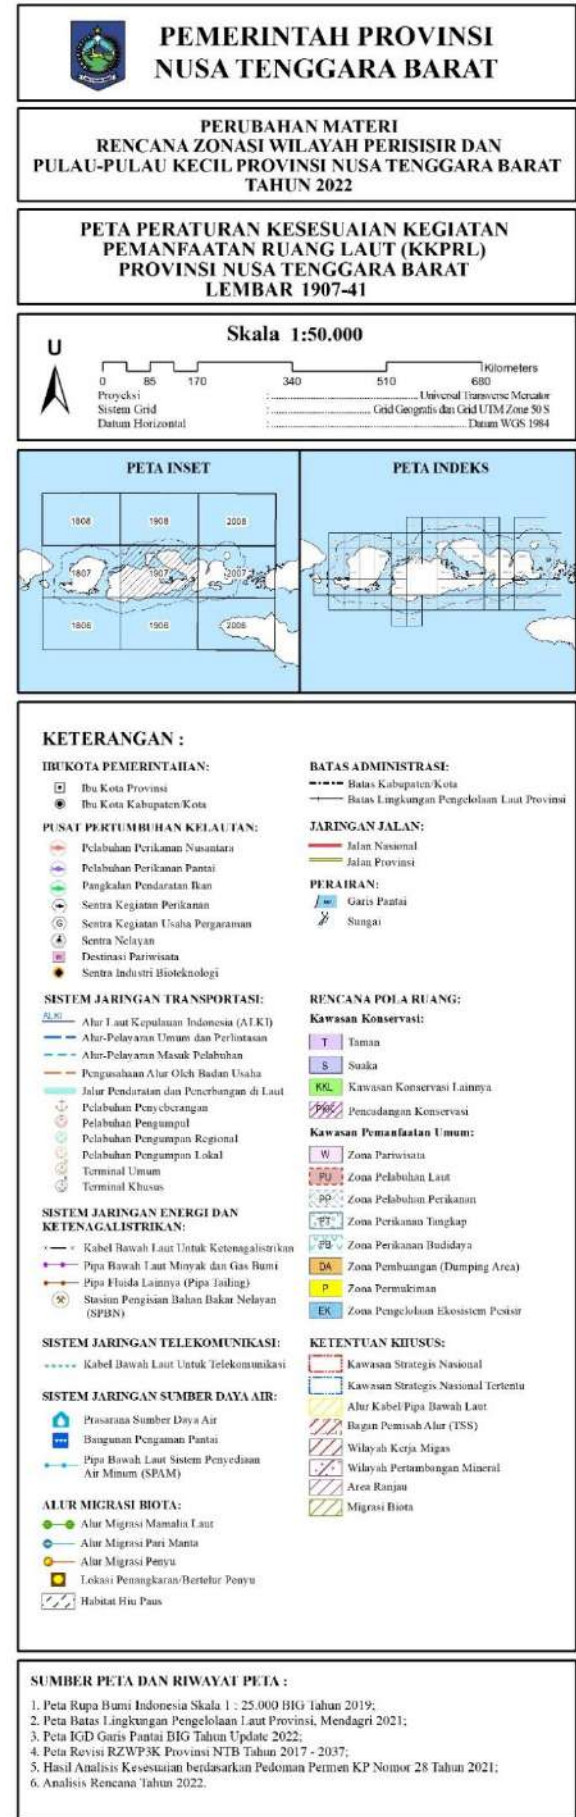 PEMERINTAH PROVINSI
NUSA TENGGARA BARAT
PERUBAHAN MATERI
RENCANA ZONASI WILAYAH PERISISIR DAN
PULAU-PULAU KECIL PROVINSI NUSA TENGGARA BARAT
TAHUN 2022
PETA PERATURAN KESESUAIAN KEGIATAN
PEMANFAATAN RUANG LAUT (KKPRL)
PROVINSI NUSA TENGGARA BARAT
LEMBAR 1907-41
Skala 1:50.000
U
Kilometers
0 85 170 340 510 680
Proyeksi : Universal Transverse Mercator
Sistem Grid : Grid Geografis dan Grid UTM Zone 50 S
Datum Horizontal : Datum WGS 1984
PETA INSET
1808 1908 2008
1807 1907 2007
1806 1906 2006
PETA INDEKS
KETERANGAN :
IBUKOTA PEMERINTAHAN:
Ibu Kota Provinsi
Ibu Kota Kabupaten/Kota
PUSAT PERTUMBUHAN KELAUTAN:
Pelabuhan Perikanan Nusantara
Pelabuhan Perikanan Pantai
Pangkalan Pendaratan Ikan
Sentra Kegiatan Perikanan
G Sentra Kegiatan Usaha Pergaraman
Sentra Nelayan
Destinasi Pariwisata
Sentra Industri Bioteknologi
SISTEM JARINGAN TRANSPORTASI:
ALKI Alur Laut Kepulauan Indonesia (ALKI)
Alur-Pelayaran Umum dan Perlintasan
Alur-Pelayaran Masuk Pelabuhan
Pengusahaan Alur Oleh Badan Usaha
Jalur Pendaratan dan Penerbangan di Laut
Pelabuhan Penyeberangan
Pelabuhan Pengumpul
Pelabuhan Pengumpan Regional
Pelabuhan Pengumpan Lokal
Terminal Umum
Terminal Khusus
SISTEM JARINGAN ENERGI DAN
KETENAGALISTRIKAN:
Kabel Bawah Laut Untuk Ketenagalistrikan
Pipa Bawah Laut Minyak dan Gas Bumi
Pipa Fluida Lainnya (Pipa Tailing)
Stasiun Pengisian Bahan Bakar Nelayan
(SPBN)
SISTEM JARINGAN TELEKOMUNIKASI:
Kabel Bawah Laut Untuk Telekomunikasi
SISTEM JARINGAN SUMBER DAYA AIR:
Prasarana Sumber Daya Air
Bangunan Pengaman Pantai
Pipa Bawah Laut Sistem Penyediaan
Air Minum (SPAM)
ALUR MIGRASI BIOTA:
Alur Migrasi Mamalia Laut
Alur Migrasi Pari Manta
Alur Migrasi Penyu
Lokasi Penangkaran/Bertelur Penyu
Habitat Hiu Paus
BATAS ADMINISTRASI:
Batas Kabupaten/Kota
Batas Lingkungan Pengelolaan Laut Provinsi
JARINGAN JALAN:
Jalan Nasional
Jalan Provinsi
PERAIRAN:
Garis Pantai
Sungai
RENCANA POLA RUANG:
Kawasan Konservasi:
T Taman
S Suaka
KKL Kawasan Konservasi Lainnya
Pencadangan Konservasi
Kawasan Pemanfaatan Umum:
W Zona Pariwisata
PU Zona Pelabuhan Laut
PP Zona Pelabuhan Perikanan
PT Zona Perikanan Tangkap
PB Zona Perikanan Budidaya
DA Zona Pembuangan (Dumping Area)
P Zona Permukiman
EK Zona Pengelolaan Ekosistem Pesisir
KETENTUAN KHUSUS:
Kawasan Strategis Nasional
Kawasan Strategis Nasional Tertentu
Alur Kabel/Pipa Bawah Laut
Bagan Pemisah Alur (TSS)
Wilayah Kerja Migas
Wilayah Pertambangan Mineral
Area Ranjau
Migrasi Biota
SUMBER PETA DAN RIWAYAT PETA :
1. Peta Rupa Bumi Indonesia Skala 1 : 25.000 BIG Tahun 2019;
2. Peta Batas Lingkungan Pengelolaan Laut Provinsi, Mendagri 2021;
3. Peta IGD Garis Pantai BIG Tahun Update 2022;
4. Peta Revisi RZWP3K Provinsi NTB Tahun 2017 - 2037;
5. Hasil Analisis Kesesuaian berdasarkan Pedoman Permen KP Nomor 28 Tahun 2021;
6. Analisis Rencana Tahun 2022.